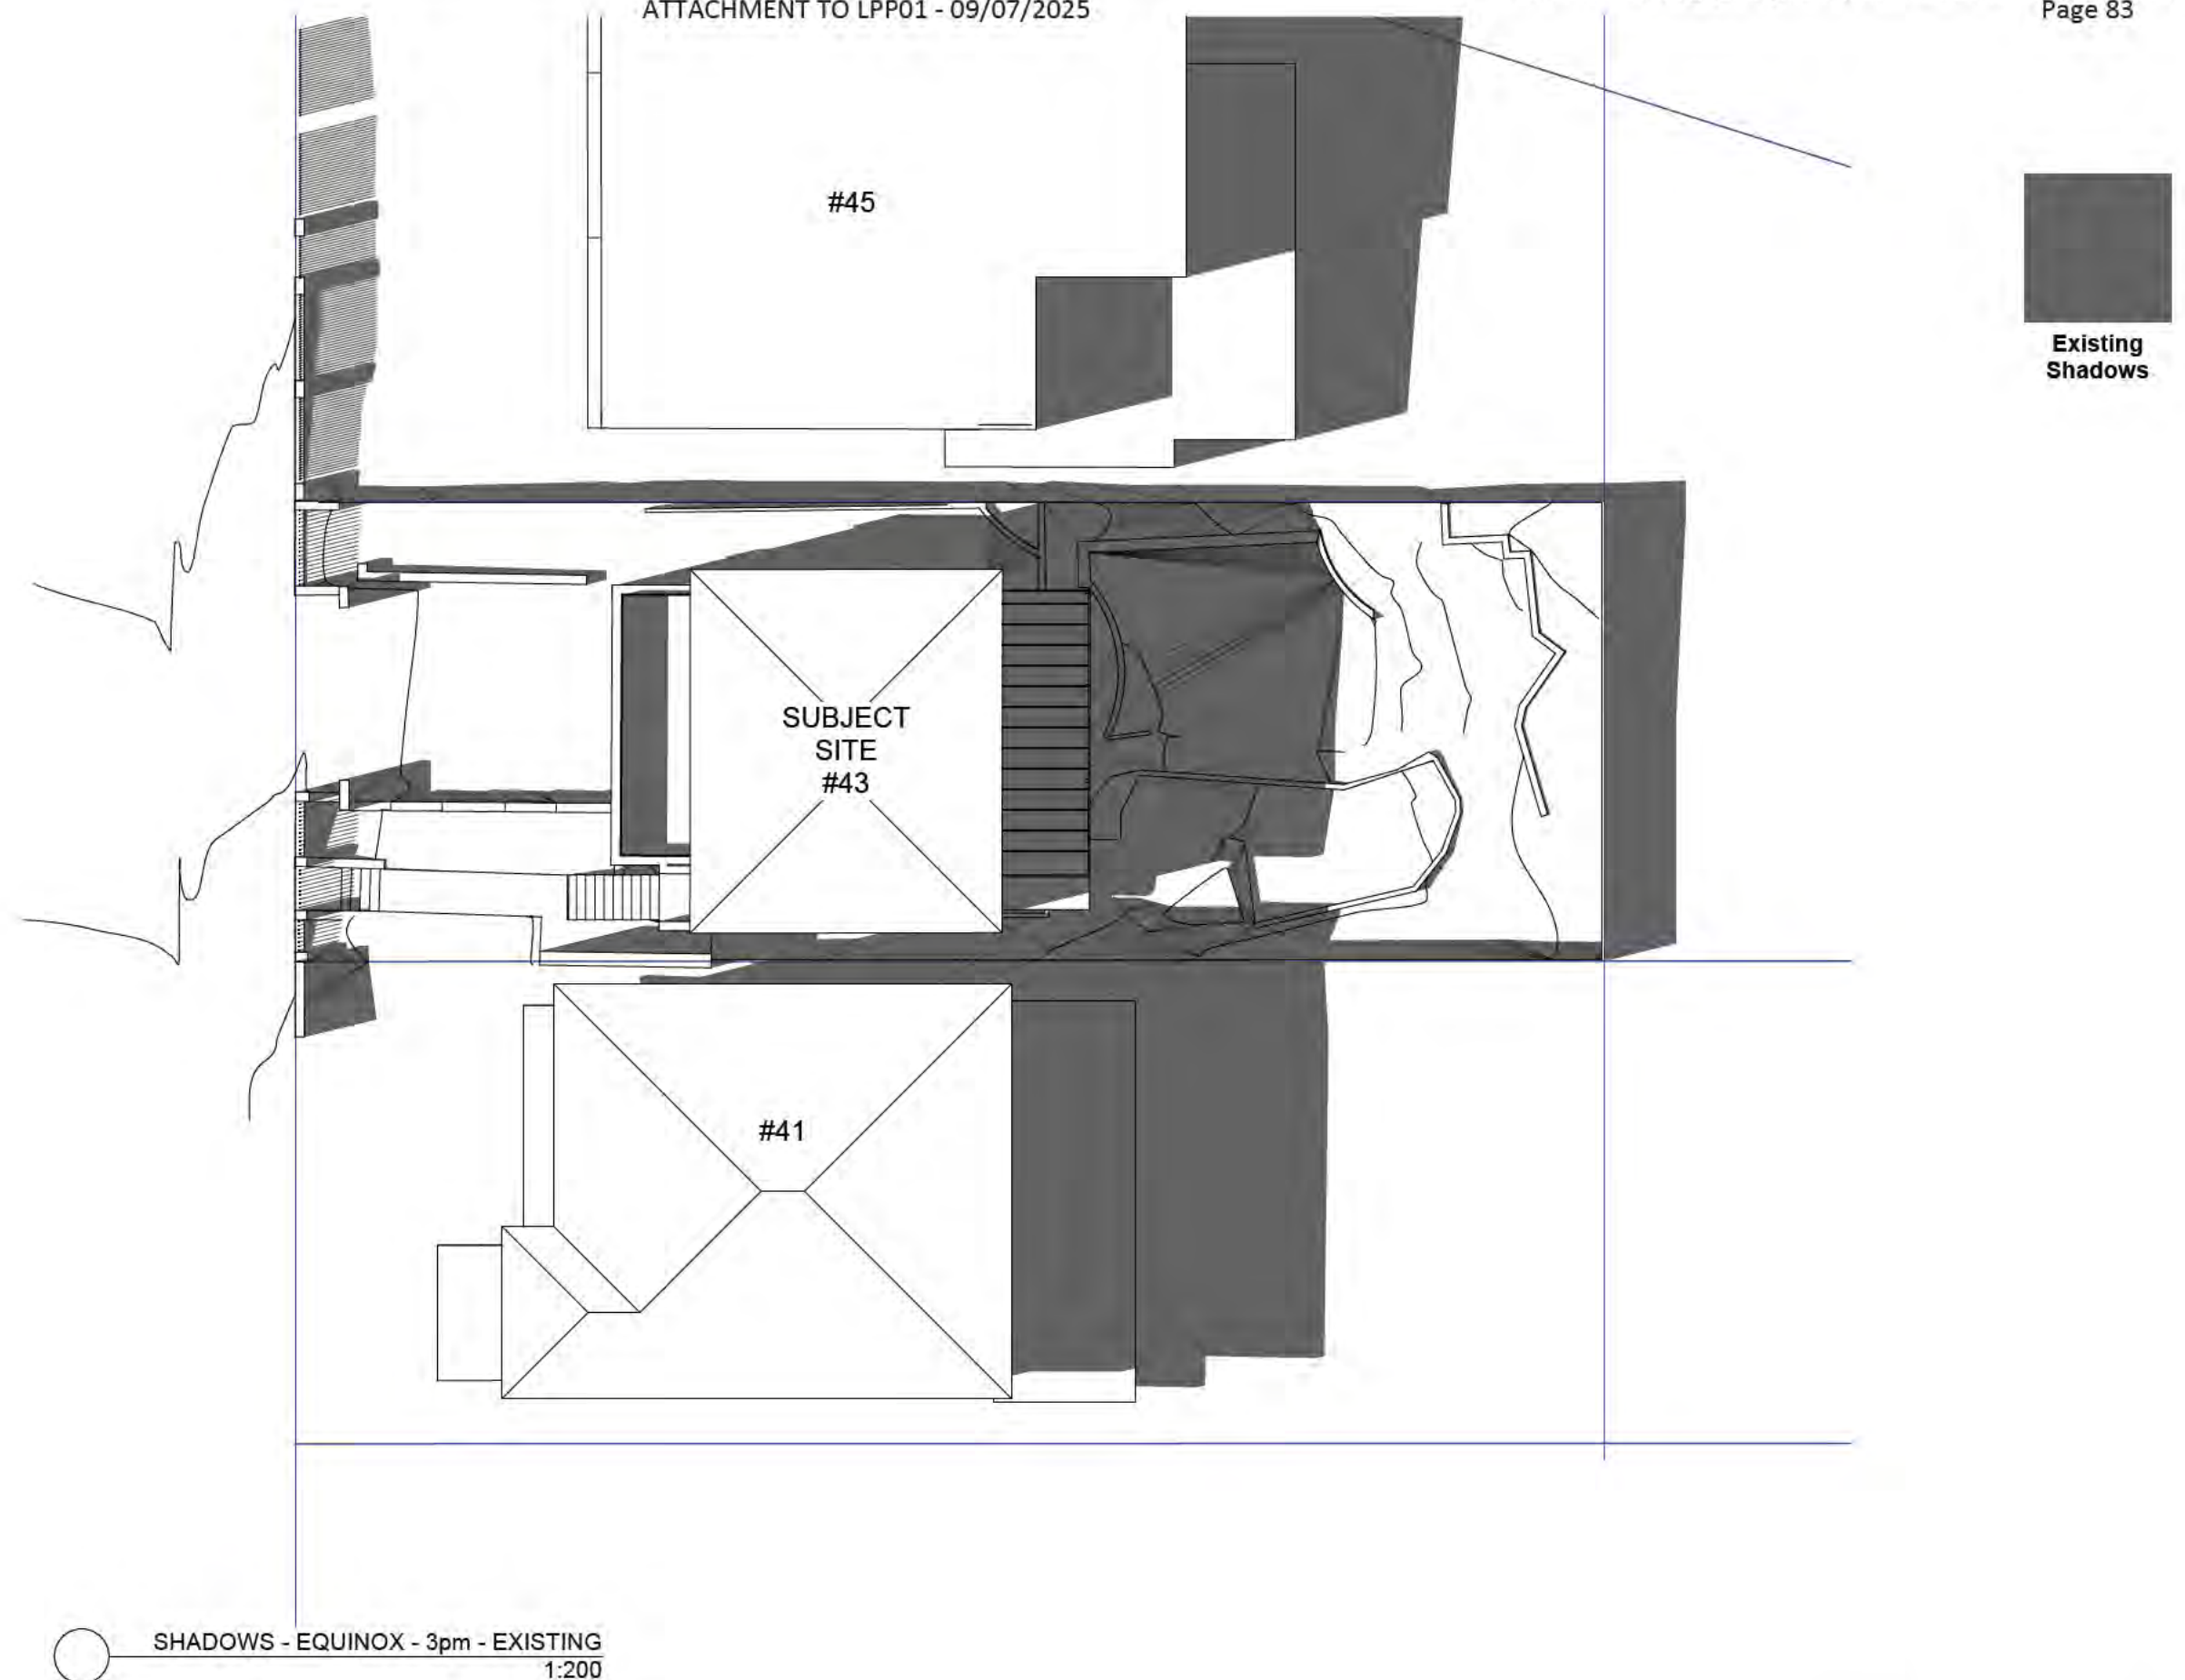 ATTACHMENT TO LPP01 - 09/07/2025
Page 83
#45
Existing
Shadows
SUBJECT
SITE
#43
#41
SHADOWS - EQUINOX - 3pm - EXISTING
1:200